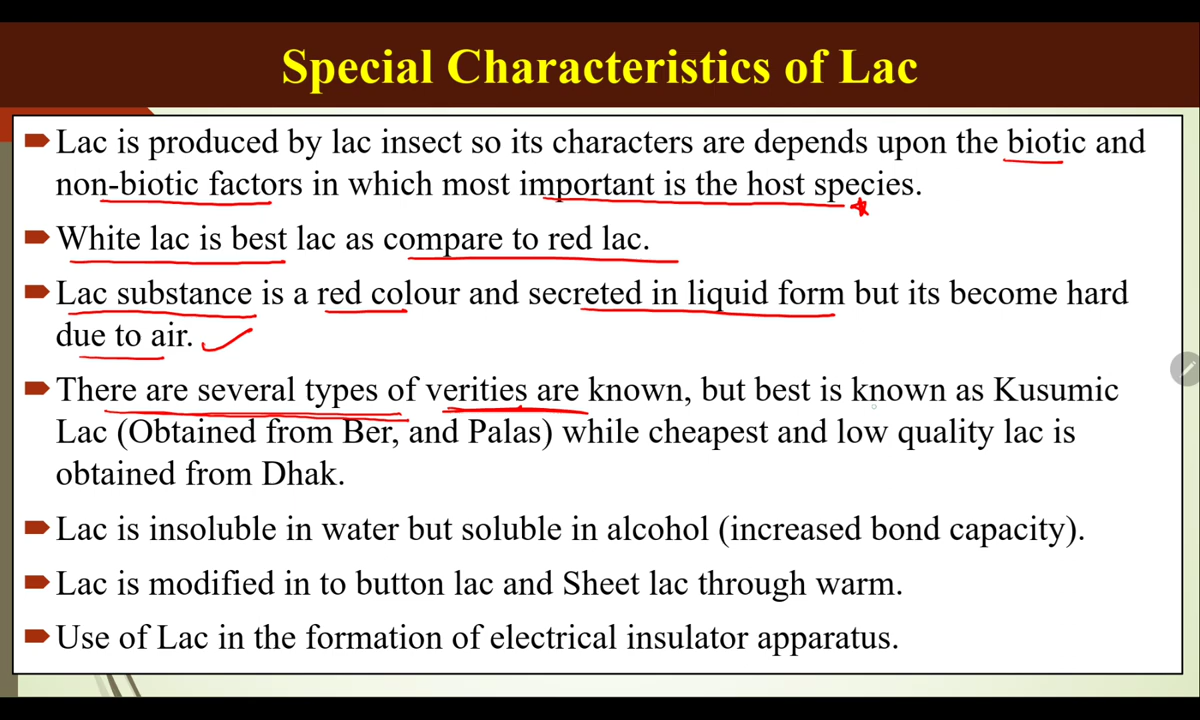 Special Characteristics of Lac
Lac is produced by lac insect so its characters are depends upon the biotic and
non-biotic factors in which most important is the host species.
White lac is best lac as compare to red lac.
Lac substance is a red colour and secreted in liquid form but its become hard
due to air.
There are several types of verities are known, but best is known as Kusumic
Lac (Obtained from Ber, and Palas) while cheapest and low quality lac is
obtained from Dhak.
Lac is insoluble in water but soluble in alcohol (increased bond capacity).
Lac is modified in to button lac and Sheet lac through warm.
Use of Lac in the formation of electrical insulator apparatus.